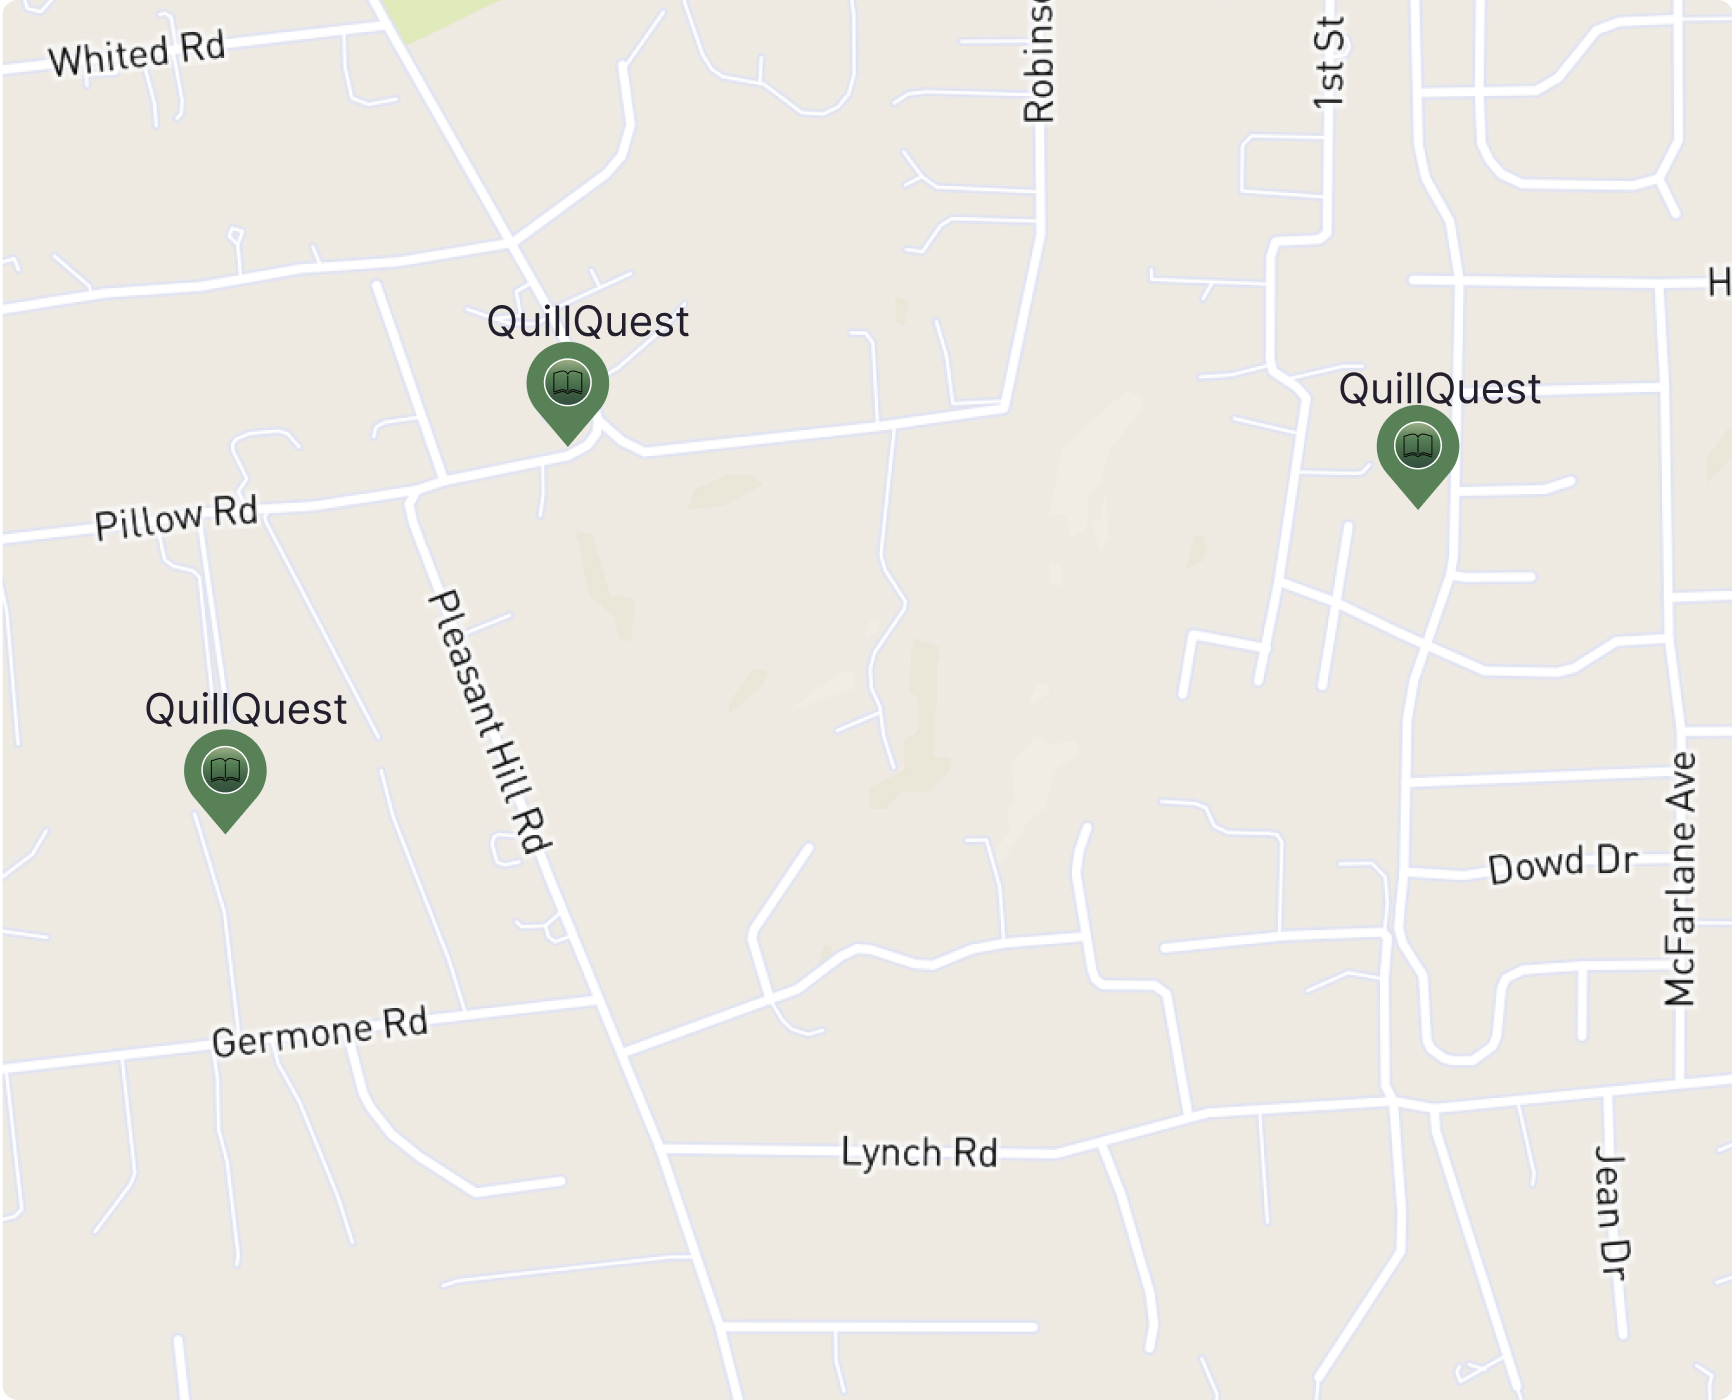 Whited Rd
1st St
H
QuillQuest
QuillQuest
Pillow Rd
Pleasant Hill Rd
QuillQuest
McFarlane Ave
Dowd Dr
Germone Rd
Lynch Rd
Jean Dr